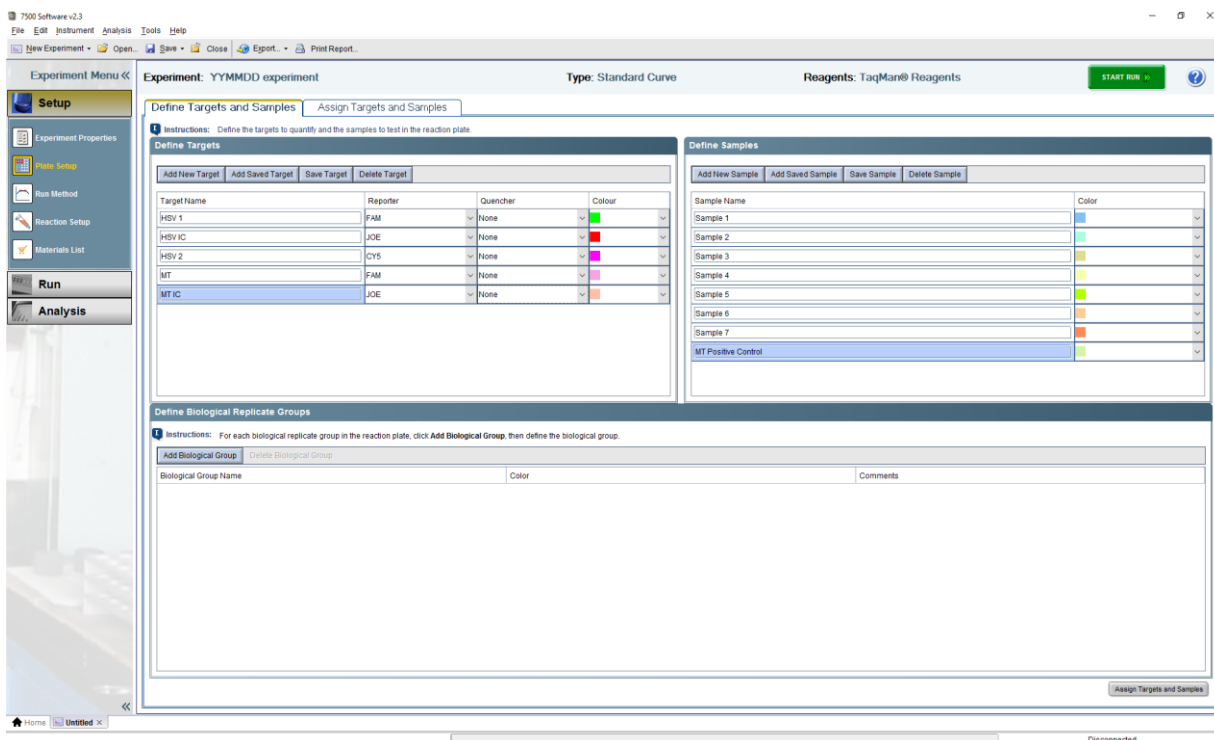 7500 Software v2.3
File Edit Instrument Analysis Tools Help
New Experiment Open... Save Close Export... Print Report...
Experiment Menu «
Experiment: YYMMDD experiment Type: Standard Curve Reagents: TaqMan® Reagents START RUN
Setup
Experiment Properties
Plate Setup
Run Method
Reaction Setup
Materials List
Run
Analysis
Define Targets and Samples Assign Targets and Samples
Instructions: Define the targets to quantify and the samples to test in the reaction plate.
Define Targets
Add New Target Add Saved Target Save Target Delete Target
Target Name Reporter Quencher Colour
HSV 1 FAM None
HSV IC JOE None
HSV 2 CY5 None
MT FAM None
MT IC JOE None
Define Samples
Add New Sample Add Saved Sample Save Sample Delete Sample
Sample Name Color
Sample 1
Sample 2
Sample 3
Sample 4
Sample 5
Sample 6
Sample 7
MT Positive Control
Define Biological Replicate Groups
Instructions: For each biological replicate group in the reaction plate, click Add Biological Group, then define the biological group.
Add Biological Group Delete Biological Group
Biological Group Name Color Comments
Assign Targets and Samples
«
Home Untitled ×
Disconnected